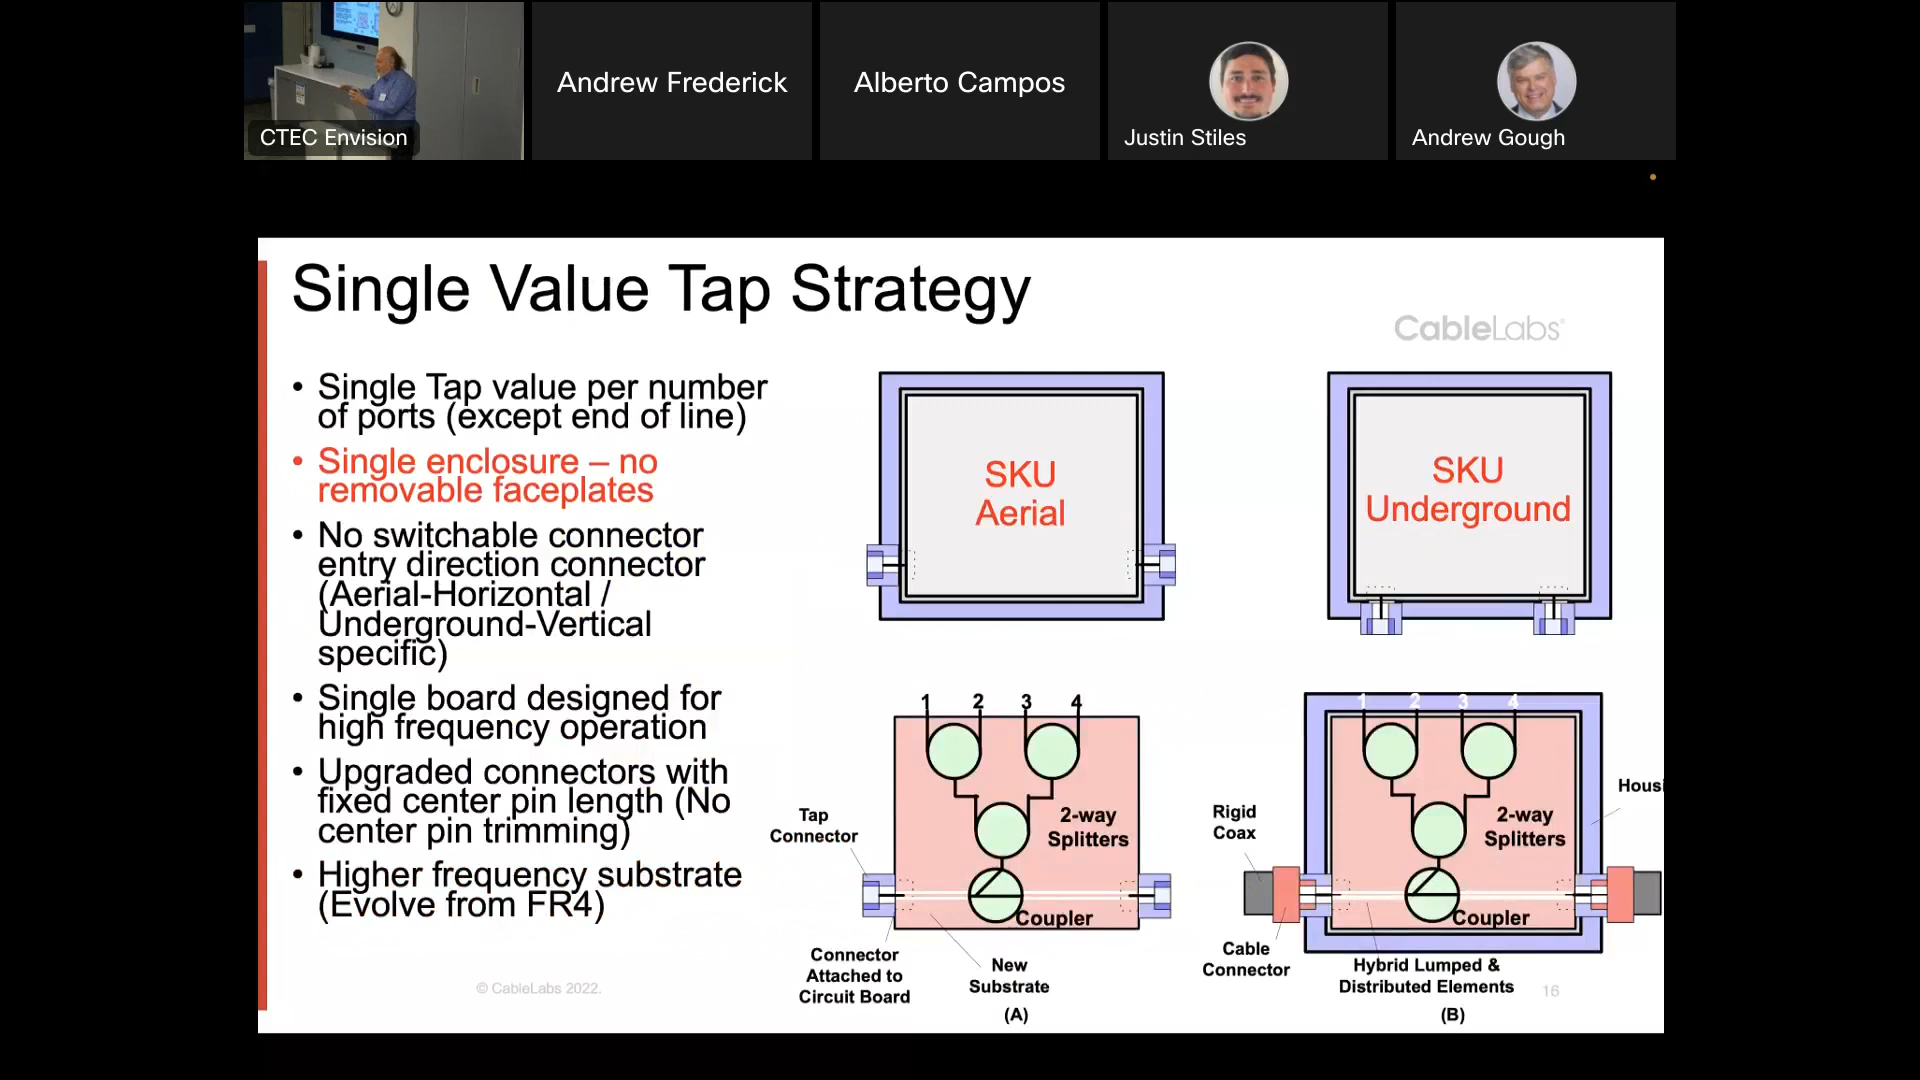 Andrew Frederick
Alberto Campos
CTEC Envision
Justin Stiles
Andrew Gough
Single Value Tap Strategy
CableLabs
• Single Tap value per number
of ports (except end of line)
• Single enclosure – no
removable faceplates
• No switchable connector
entry direction connector
(Aerial-Horizontal /
Underground-Vertical
specific)
• Single board designed for
high frequency operation
• Upgraded connectors with
fixed center pin length (No
center pin trimming)
• Higher frequency substrate
(Evolve from FR4)
SKU
Aerial
SKU
Underground
1 2 3 4
2-way
Splitters
Tap
Connector
Coupler
Connector
Attached to
Circuit Board
New
Substrate
(A)
1 2 3 4
Housi
Rigid
Coax
2-way
Splitters
Coupler
Cable
Connector
Hybrid Lumped &
Distributed Elements
(B)
© CableLabs 2022.
16